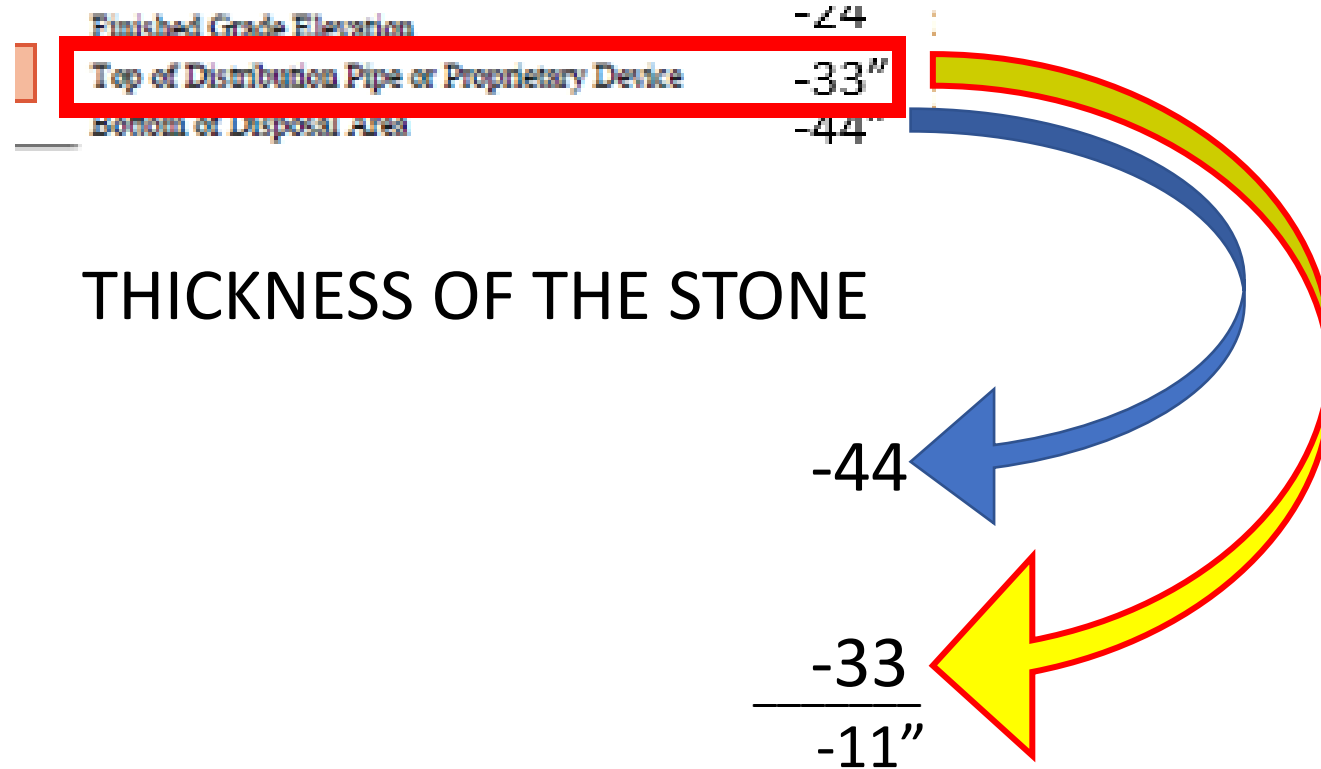 Finished Grade Elevation -24
Top of Distribution Pipe or Proprietary Device -33”
Bottom of Disposal Area -44”
THICKNESS OF THE STONE
-44
-33
-11”